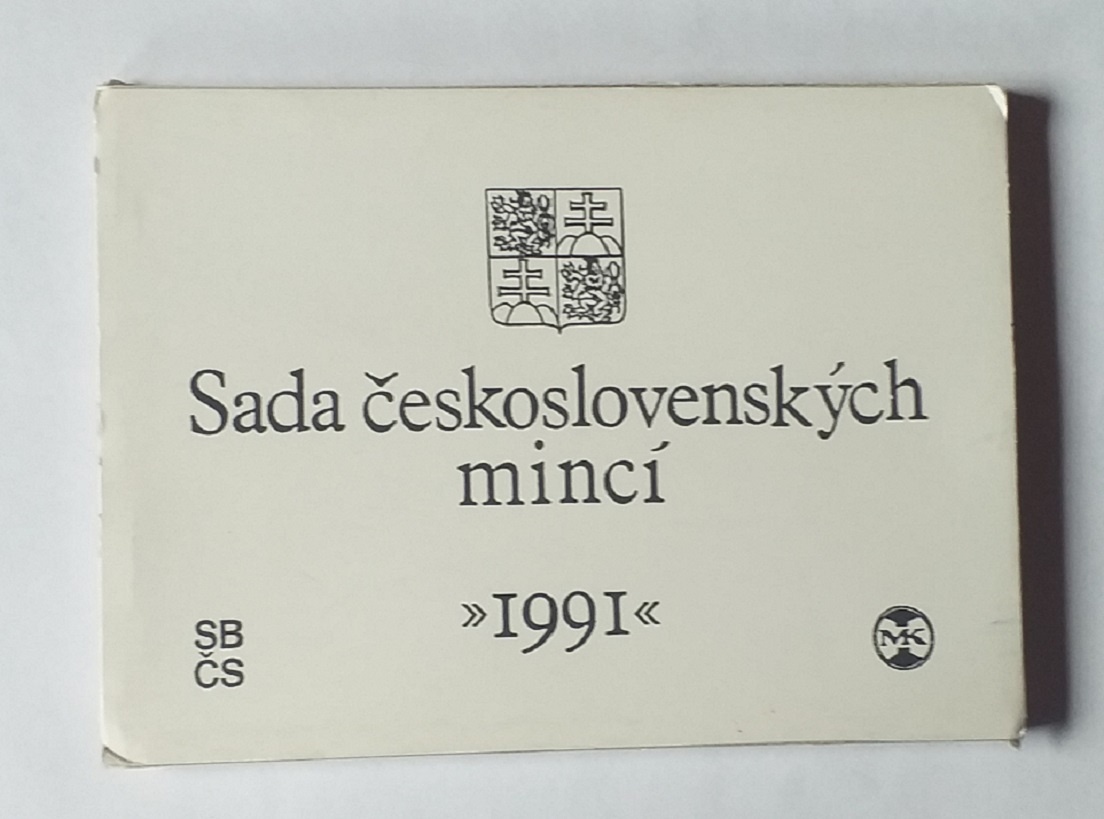 Sada československých
mincí
»1991«
SB
ČS
MK